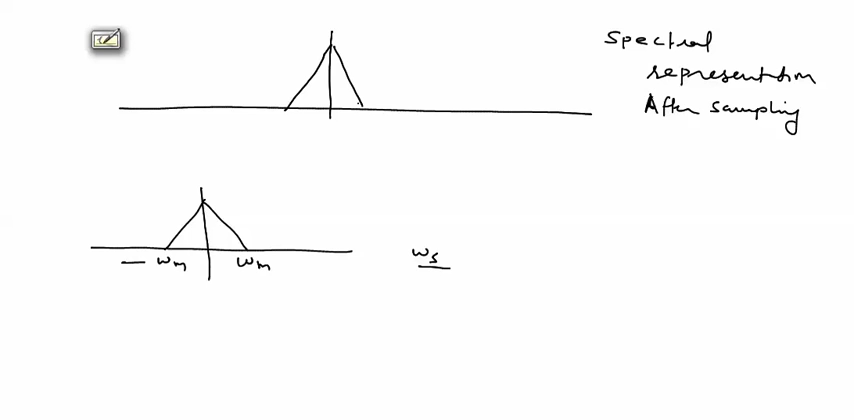 Spectral
representation
After sampling
- ωm ωm
ωs